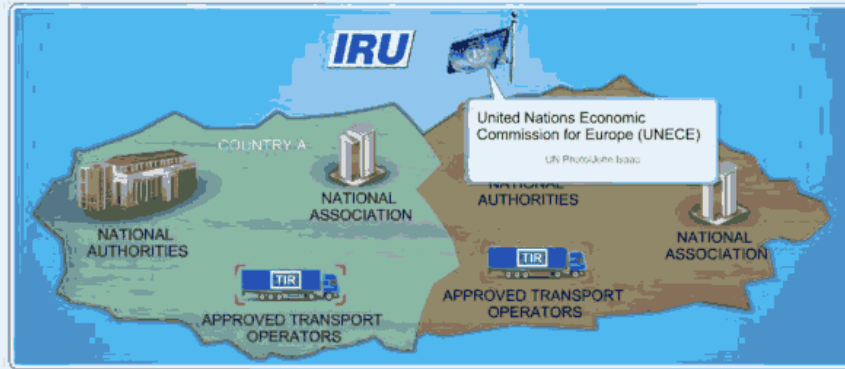 IRU
United Nations Economic
Commission for Europe (UNECE)
UN Photo/John Isaac
COUNTRY A
NATIONAL
AUTHORITIES
NATIONAL
ASSOCIATION
NATIONAL
AUTHORITIES
NATIONAL
ASSOCIATION
TIR
APPROVED TRANSPORT
OPERATORS
TIR
APPROVED TRANSPORT
OPERATORS